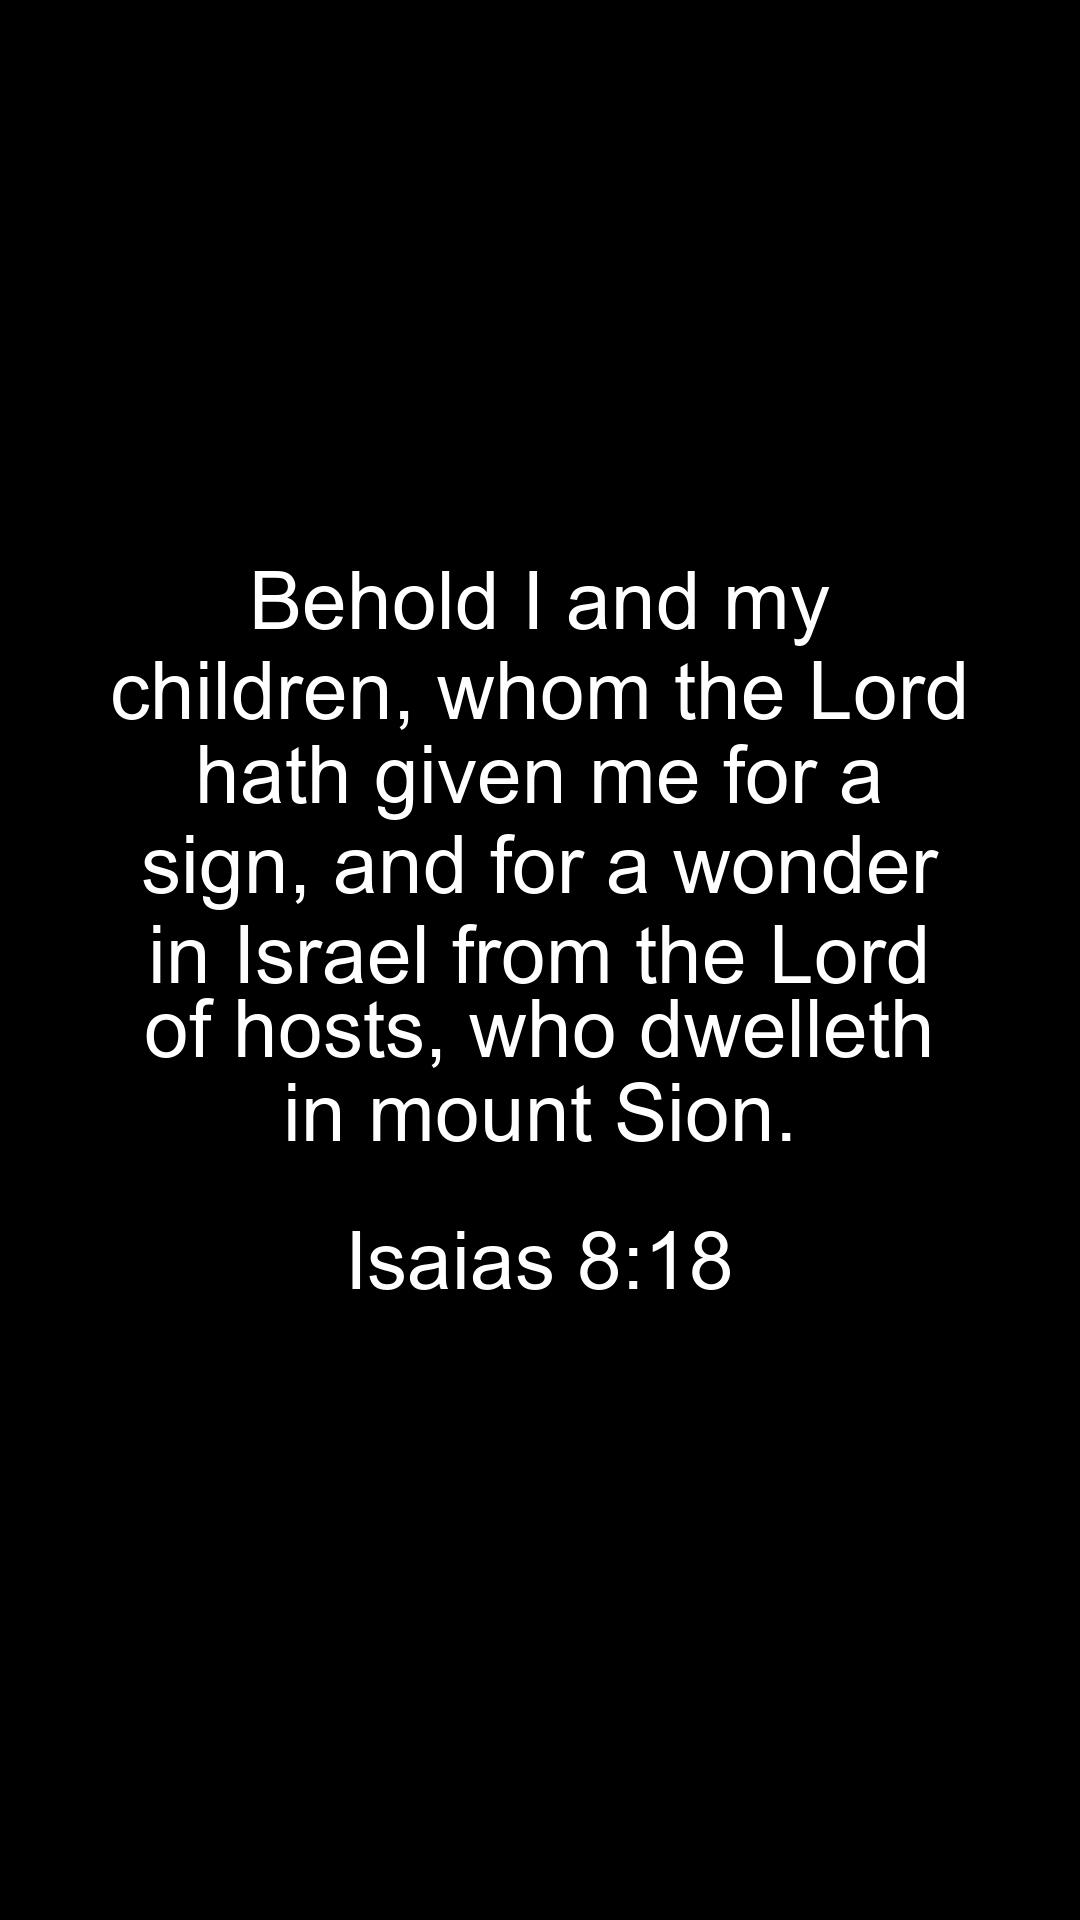 Behold I and my
children, whom the Lord
hath given me for a
sign, and for a wonder
in Israel from the Lord
of hosts, who dwelleth
in mount Sion.
Isaias 8:18